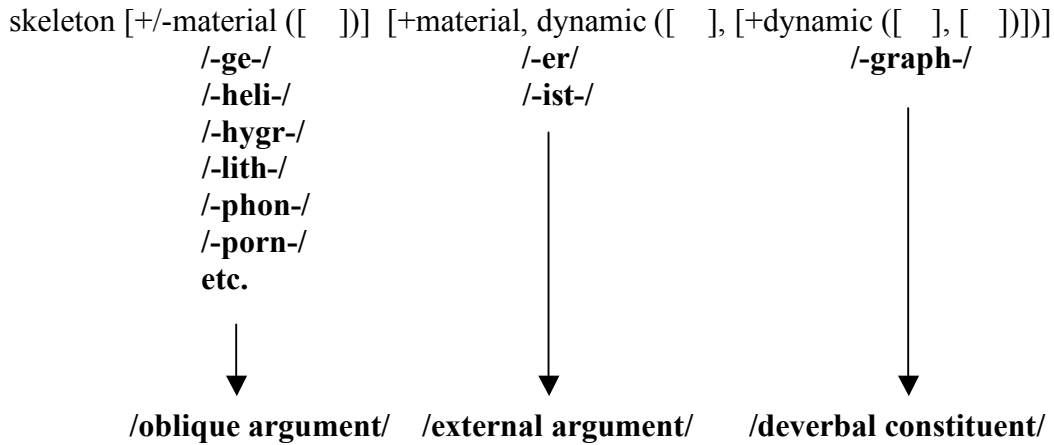 skeleton [+/-material ([ ])] [+material, dynamic ([ ], [+dynamic ([ ], [ ])])]
/-ge-/ /-er/ /-graph-/
/-heli-/ /-ist-/
/-hygr-/
/-lith-/
/-phon-/
/-porn-/
etc.
/oblique argument/ /external argument/ /deverbal constituent/